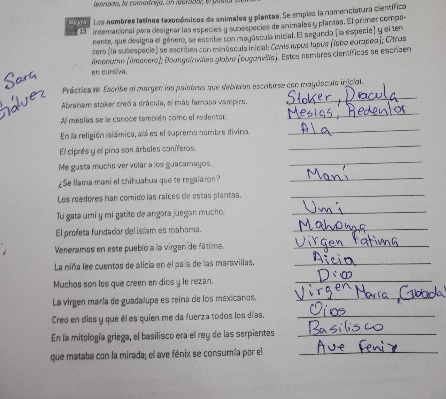 leonado, la comadreja, un labrador, el
Regla 13 Los nombres latinos taxonómicos de animales y plantas. Se emplea la nomenclatura científica
internacional para designar las especies y subespecies de animales y plantas. El primer compo-
nente, que designa al género, se escribe con mayúscula inicial. El segundo (la especie) y el ter-
cero (la subespecie) se escriben con minúscula inicial: Canis lupus lupus (lobo europeo); Citrus
limonum (limonero); Bougainvillea glabra (buganvilla). Estos nombres científicos se escriben
en cursiva.
Sara
Práctica Escribe al margen las palabras que debieron escribirse con mayúscula inicial.
Abraham stoker creó a drácula, el más famoso vampiro. Stoker, Dracula
Al mesías se le conoce también como el redentor. Mesias, Redentor
En la religión islámica, alá es el supremo nombre divino. Ala
El ciprés y el pino son árboles coníferos.
Me gusta mucho ver volar a los guacamayos.
¿Se llama maní el chihuahua que te regalaron? Maní
Los roedores han comido las raíces de estas plantas.
Tu gata umi y mi gatito de angora juegan mucho. Umi
El profeta fundador del islam es mahoma. Mahoma
Veneramos en este pueblo a la virgen de fátima. Virgen Fatima
La niña lee cuentos de alicia en el país de las maravillas. Aicia
Muchos son los que creen en dios y le rezan. Dios
La virgen maría de guadalupe es reina de los mexicanos. Virgen Maria,
Creo en dios y que él es quien me da fuerza todos los días. Dios
En la mitología griega, el basilisco era el rey de las serpientes Basilisco
que mataba con la mirada; el ave fénix se consumía por el Ave Fenix